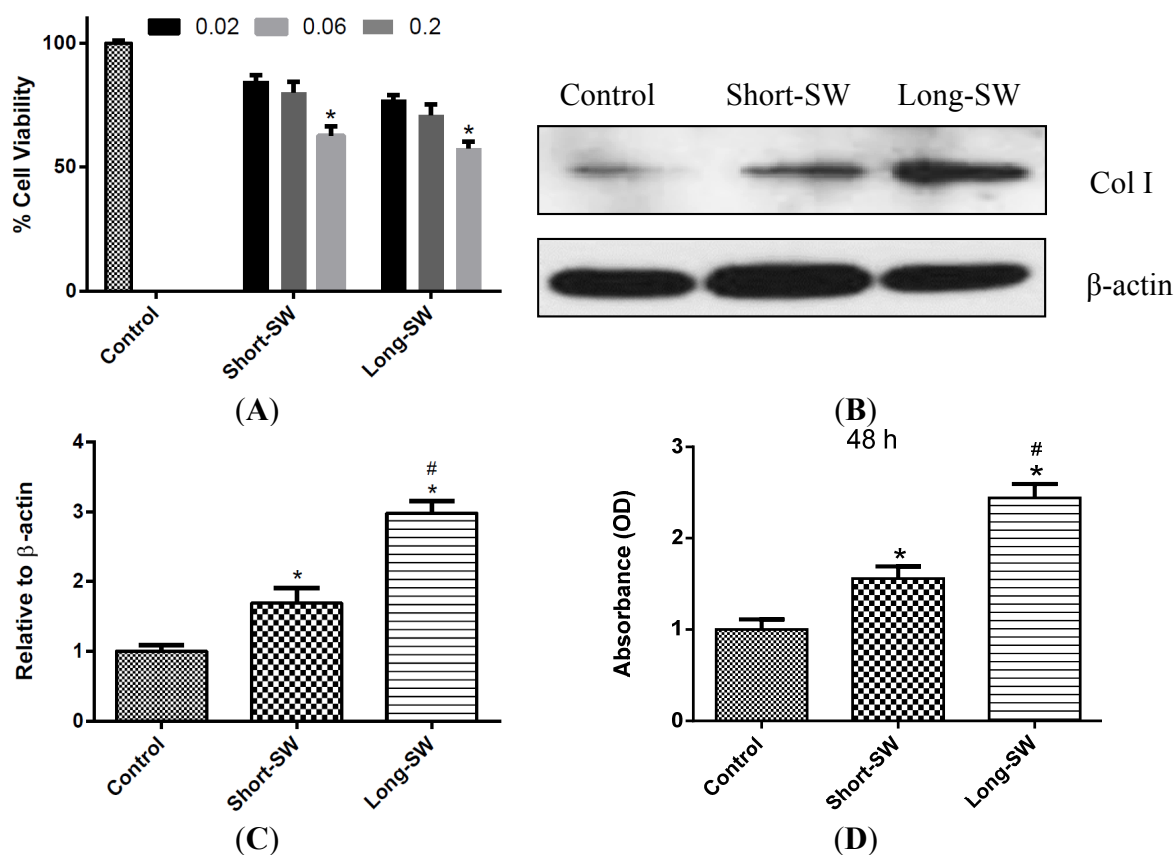 0.02 0.06 0.2
% Cell Viability
100
50
0
*
*
Control
Short-SW
Long-SW
(A)
Control Short-SW Long-SW
Col I
β-actin
(B)
Relative to β-actin
4
3
2
1
0
*
#
*
Control
Short-SW
Long-SW
(C)
48 h
Absorbance (OD)
3
2
1
0
*
#
*
Control
Short-SW
Long-SW
(D)